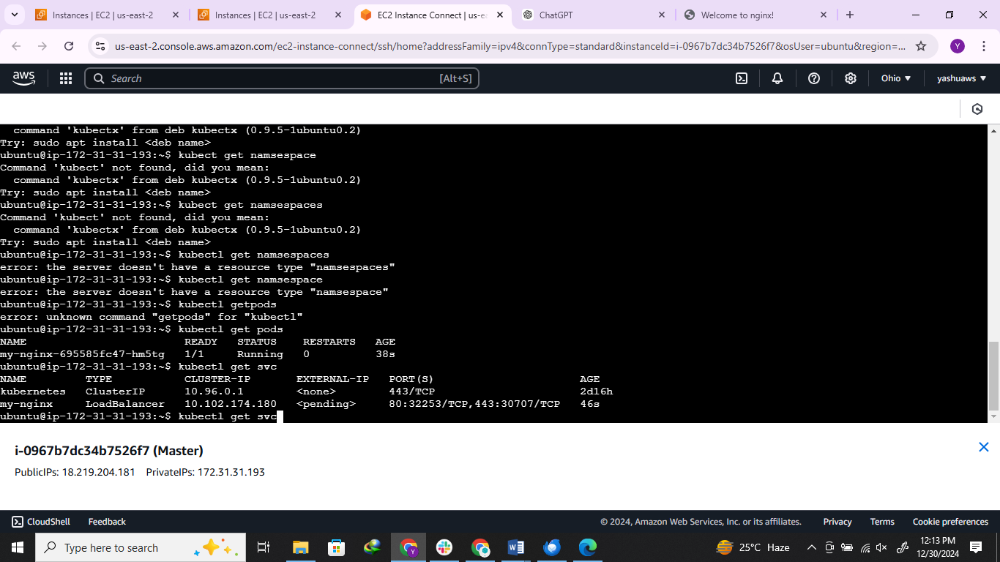 Instances | EC2 | us-east-2
Instances | EC2 | us-east-2
EC2 Instance Connect | us-ea
ChatGPT
Welcome to nginx!
us-east-2.console.aws.amazon.com/ec2-instance-connect/ssh/home?addressFamily=ipv4&connType=standard&instanceId=i-0967b7dc34b7526f7&osUser=ubuntu&region=...
Y
aws
Search
[Alt+S]
Ohio
yashuaws
command 'kubectx' from deb kubectx (0.9.5-1ubuntu0.2)
Try: sudo apt install <deb name>
ubuntu@ip-172-31-31-193:~$ kubect get namsespace
Command 'kubect' not found, did you mean:
command 'kubectx' from deb kubectx (0.9.5-1ubuntu0.2)
Try: sudo apt install <deb name>
ubuntu@ip-172-31-31-193:~$ kubect get namsespaces
Command 'kubect' not found, did you mean:
command 'kubectx' from deb kubectx (0.9.5-1ubuntu0.2)
Try: sudo apt install <deb name>
ubuntu@ip-172-31-31-193:~$ kubectl get namsespaces
error: the server doesn't have a resource type "namsespaces"
ubuntu@ip-172-31-31-193:~$ kubectl get namsespace
error: the server doesn't have a resource type "namsespace"
ubuntu@ip-172-31-31-193:~$ kubectl getpods
error: unknown command "getpods" for "kubectl"
ubuntu@ip-172-31-31-193:~$ kubectl get pods
NAME READY STATUS RESTARTS AGE
my-nginx-695585fc47-hm5tg 1/1 Running 0 38s
ubuntu@ip-172-31-31-193:~$ kubectl get svc
NAME TYPE CLUSTER-IP EXTERNAL-IP PORT(S) AGE
kubernetes ClusterIP 10.96.0.1 <none> 443/TCP 2d16h
my-nginx LoadBalancer 10.102.174.180 <pending> 80:32253/TCP,443:30707/TCP 46s
ubuntu@ip-172-31-31-193:~$ kubectl get svc
i-0967b7dc34b7526f7 (Master)
PublicIPs: 18.219.204.181 PrivateIPs: 172.31.31.193
CloudShell
Feedback
© 2024, Amazon Web Services, Inc. or its affiliates.
Privacy
Terms
Cookie preferences
Type here to search
25°C Haze
12:13 PM
12/30/2024